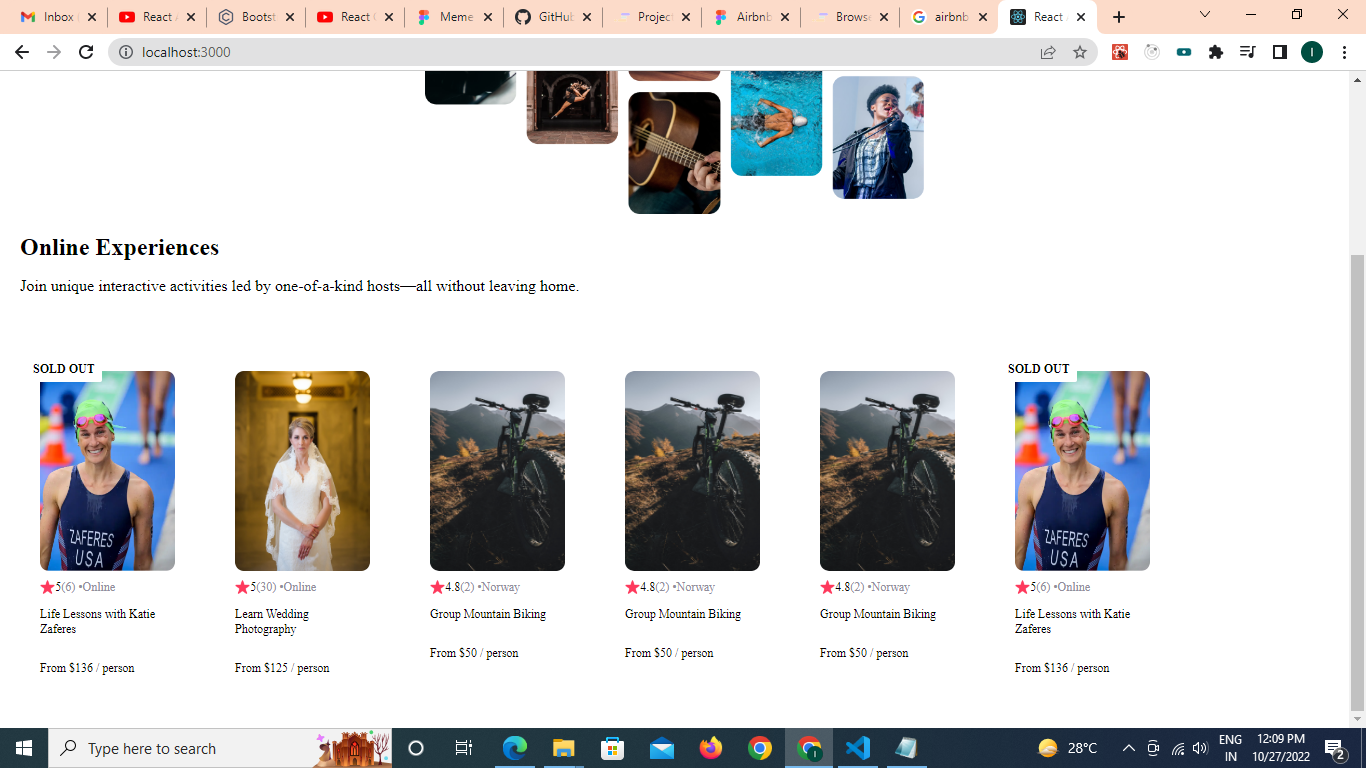 Inbox
React A
Bootst
React C
Meme
GitHub
Project
Airbnb
Browse
airbnb
React A
localhost:3000
I
Online Experiences
Join unique interactive activities led by one-of-a-kind hosts—all without leaving home.
SOLD OUT
SOLD OUT
ZAFERES
USA
ZAFERES
USA
5(6) •Online
5(30) •Online
4.8(2) •Norway
4.8(2) •Norway
4.8(2) •Norway
5(6) •Online
Life Lessons with Katie
Zaferes
Learn Wedding
Photography
Group Mountain Biking
Group Mountain Biking
Group Mountain Biking
Life Lessons with Katie
Zaferes
From $136 / person
From $125 / person
From $50 / person
From $50 / person
From $50 / person
From $136 / person
Type here to search
I
28°C
ENG
IN
12:09 PM
10/27/2022
2